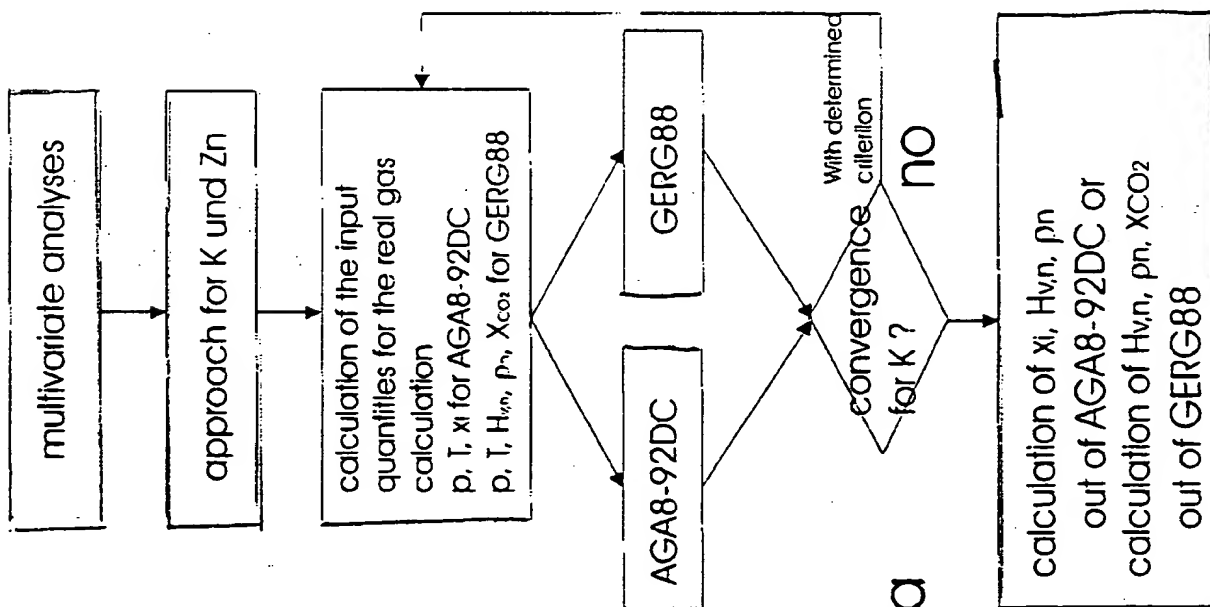 multivariate analyses
approach for K und Zn
calculation of the input
quantities for the real gas
calculation
p, T, xi for AGA8-92DC
p, T, Hv,n, ρn, XCO2 for GERG88
AGA8-92DC
GERG88
With determined
criterion
convergence
for K ?
no
a
calculation of xi, Hv,n, ρn
out of AGA8-92DC or
calculation of Hv,n, ρn, XCO2
out of GERG88